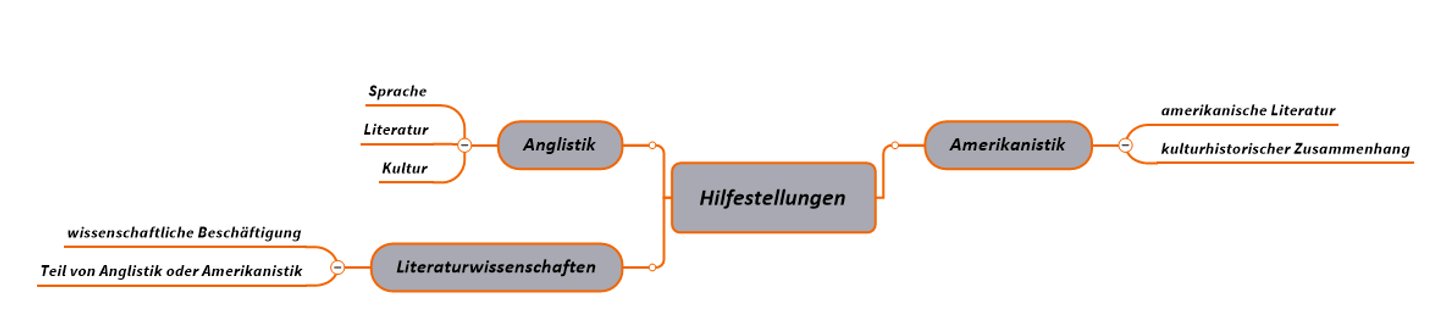 Hilfestellungen
Anglistik
Sprache
Literatur
Kultur
Literaturwissenschaften
wissenschaftliche Beschäftigung
Teil von Anglistik oder Amerikanistik
Amerikanistik
amerikanische Literatur
kulturhistorischer Zusammenhang